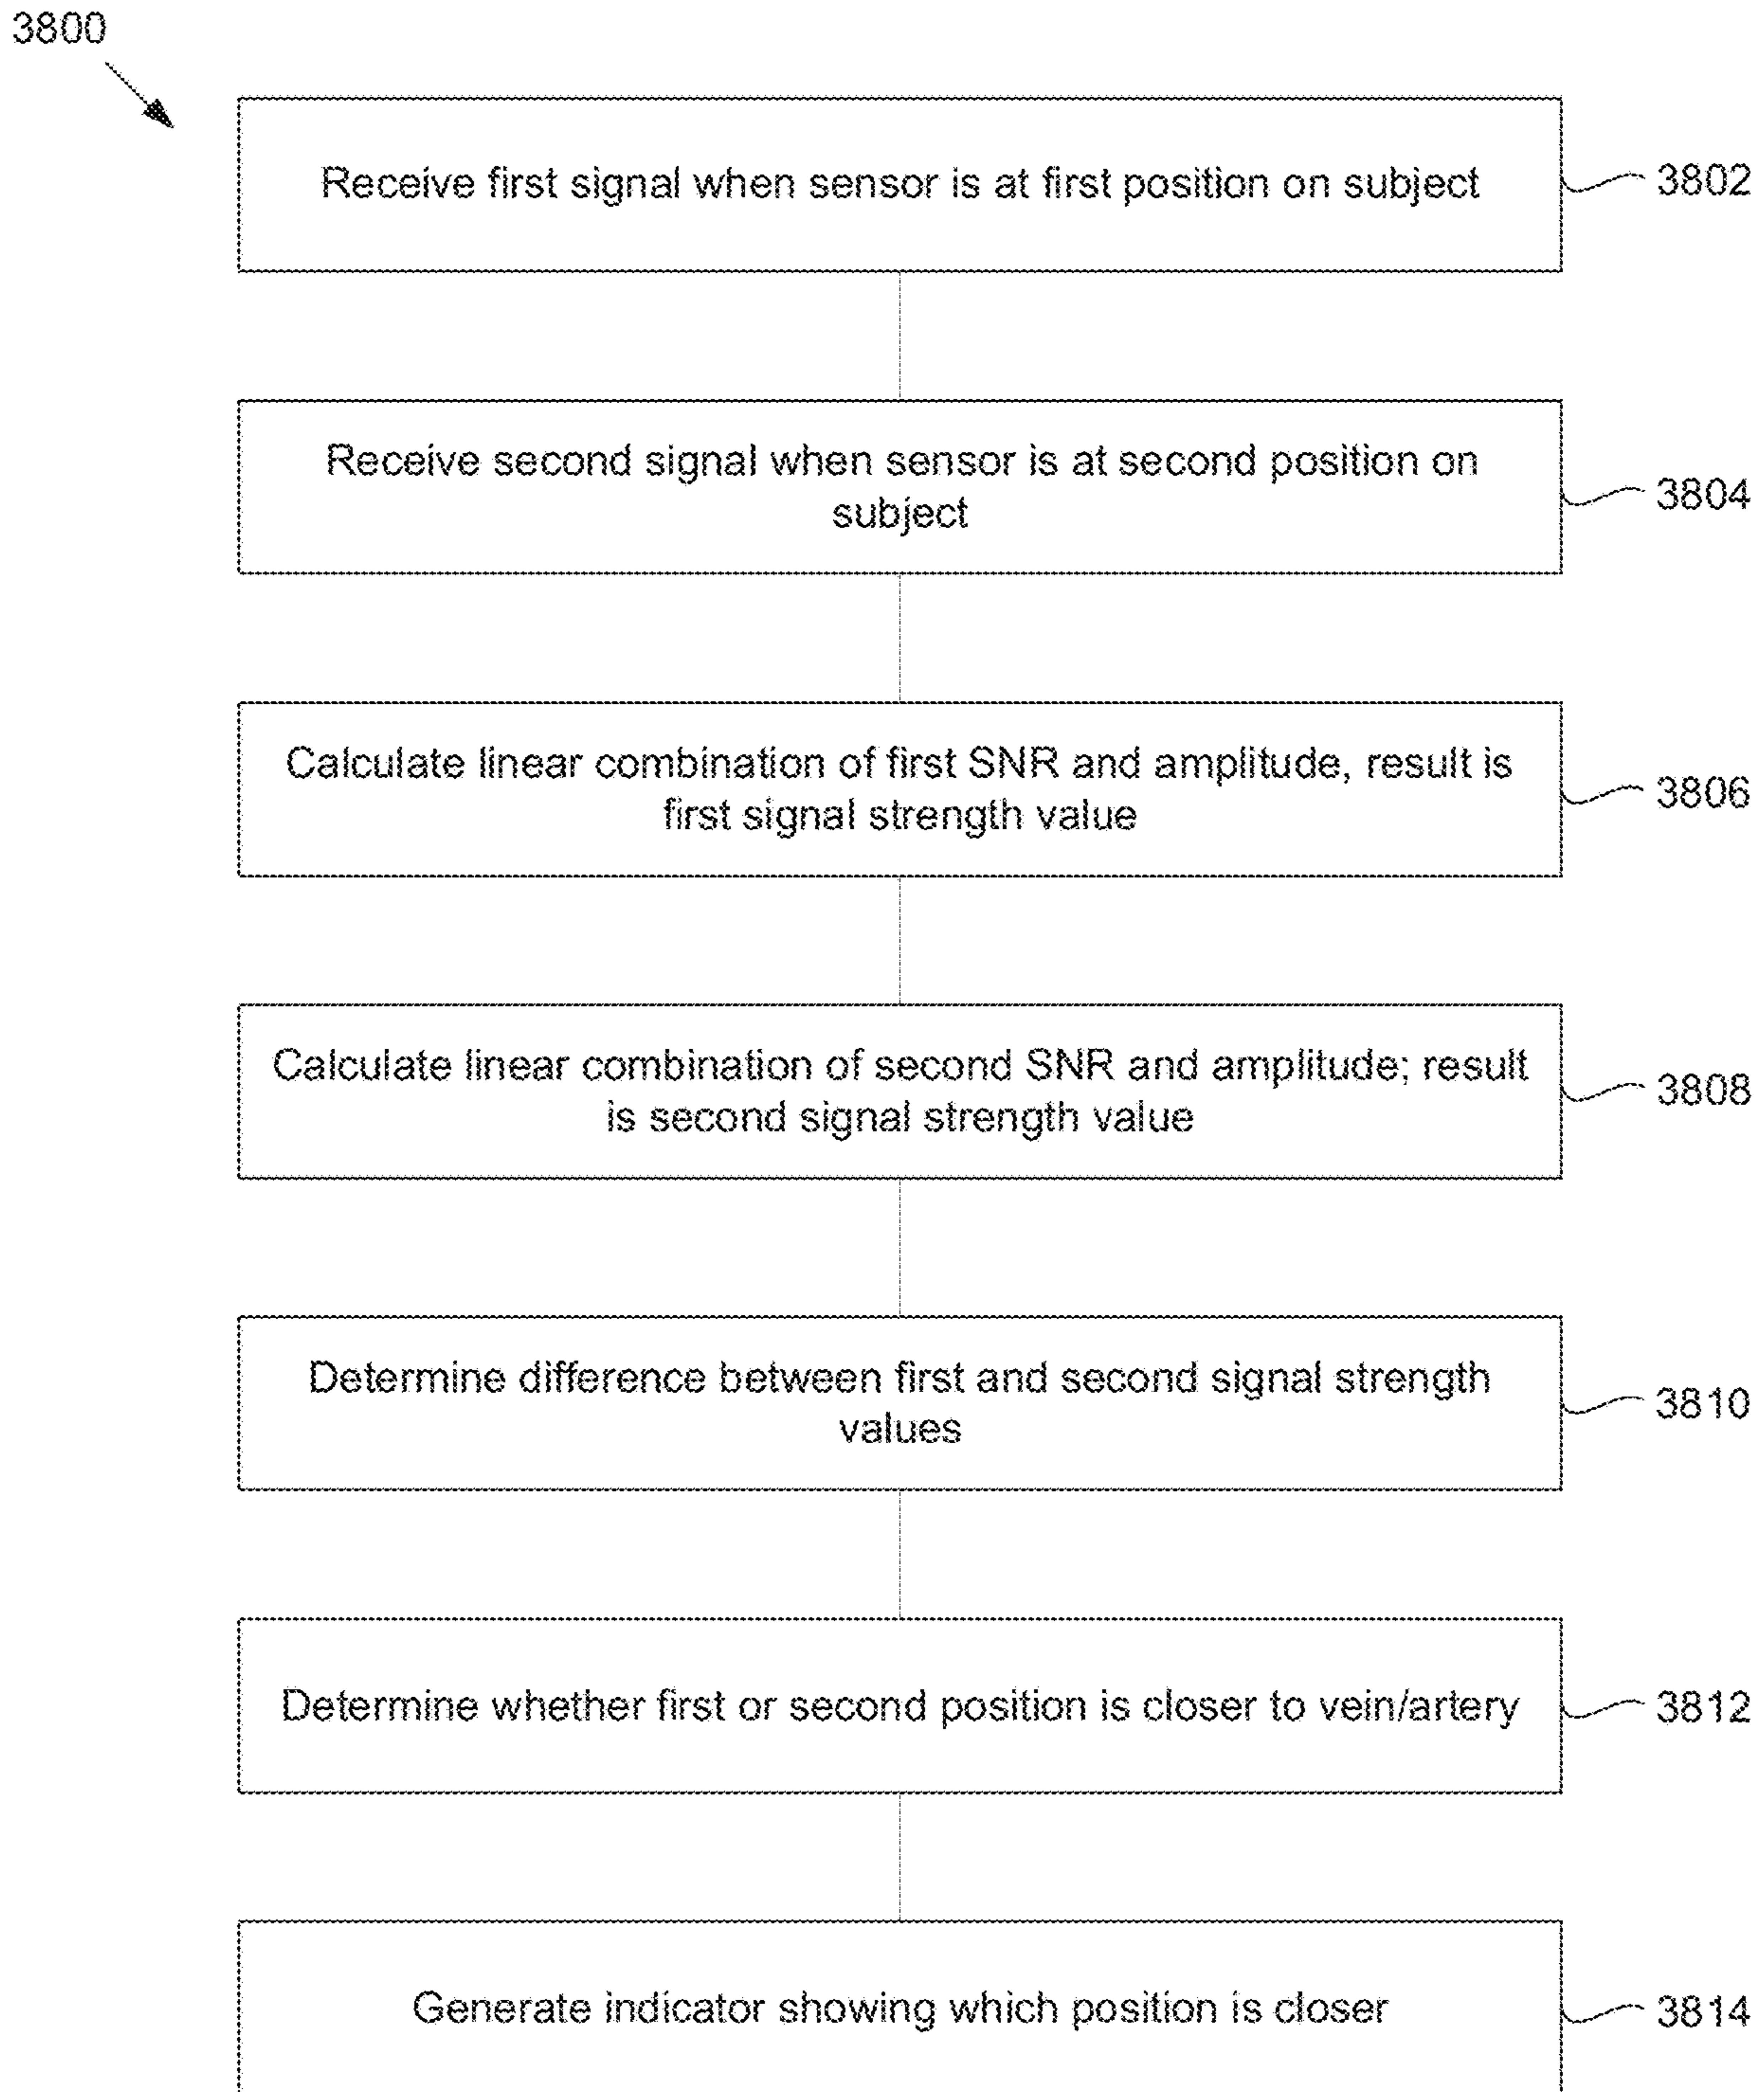 3800
Receive first signal when sensor is at first position on subject
3802
Receive second signal when sensor is at second position on
subject
3804
Calculate linear combination of first SNR and amplitude, result is
first signal strength value
3806
Calculate linear combination of second SNR and amplitude; result
is second signal strength value
3808
Determine difference between first and second signal strength
values
3810
Determine whether first or second position is closer to vein/artery
3812
Generate indicator showing which position is closer
3814